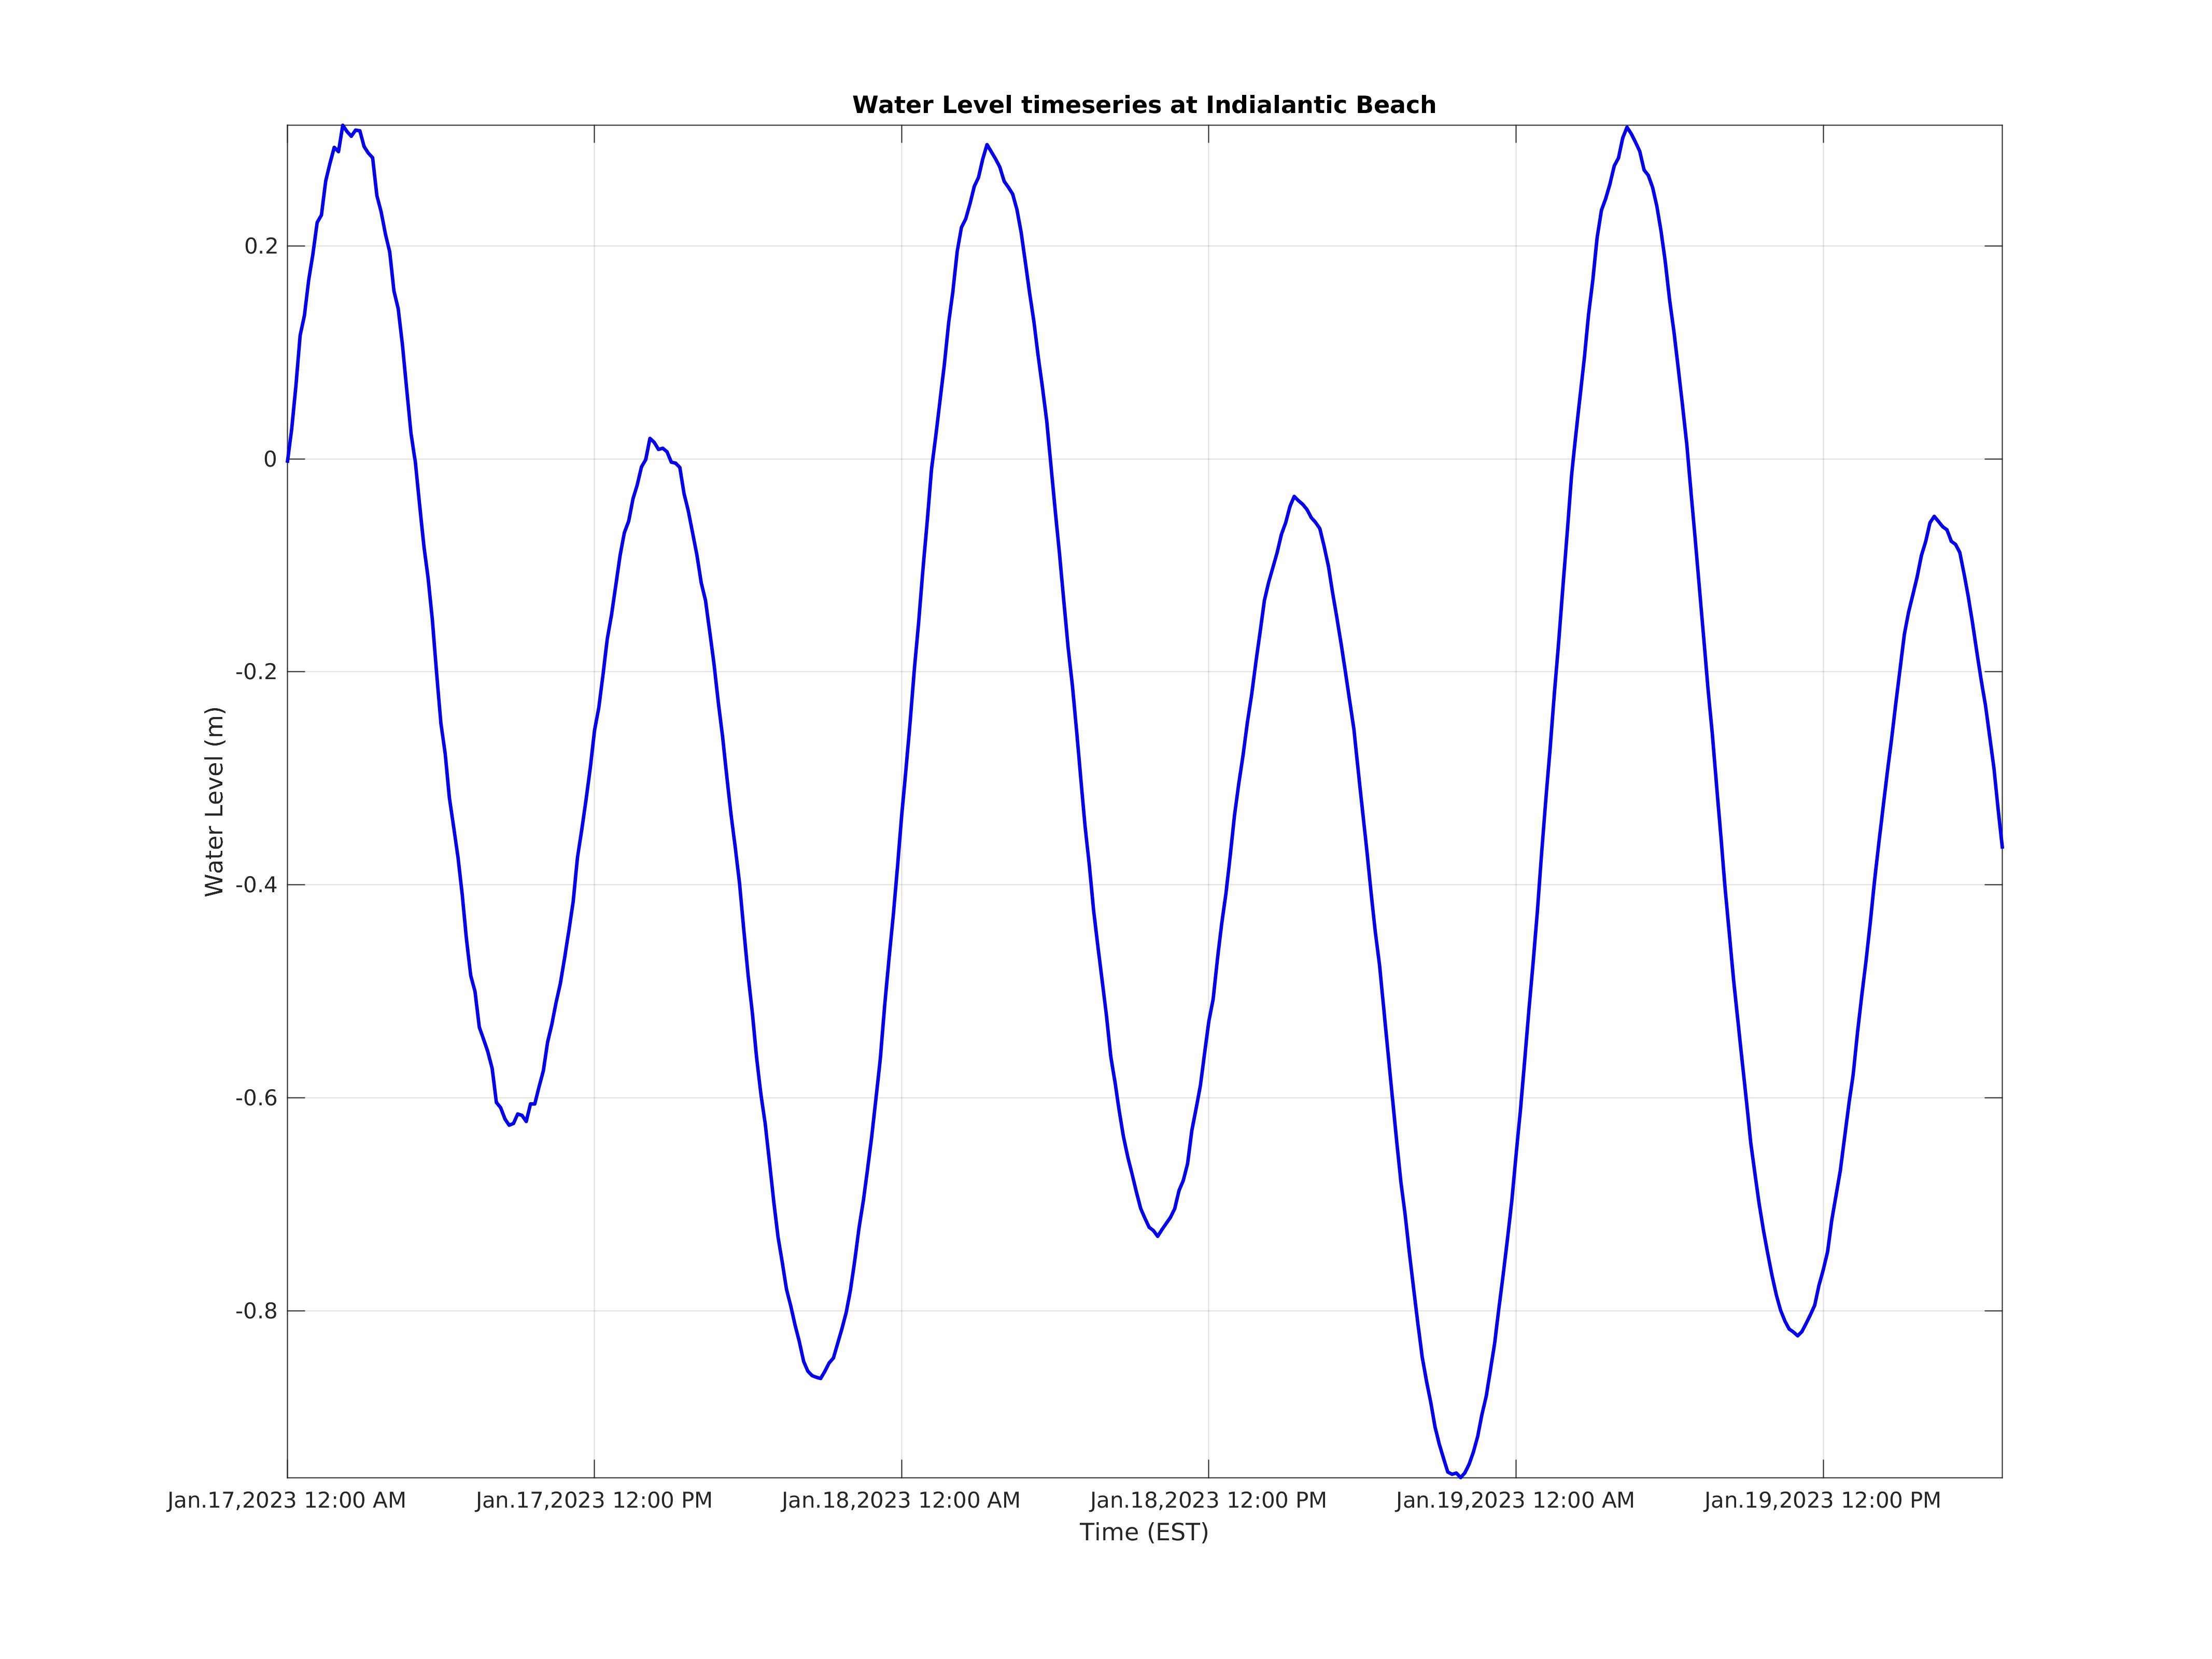 Water Level timeseries at Indialantic Beach
0.2
0
-0.2
-0.4
-0.6
-0.8
Water Level (m)
Jan.17,2023 12:00 AM
Jan.17,2023 12:00 PM
Jan.18,2023 12:00 AM
Jan.18,2023 12:00 PM
Jan.19,2023 12:00 AM
Jan.19,2023 12:00 PM
Time (EST)